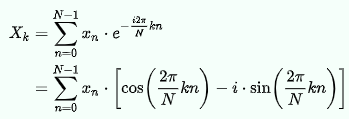 X_k = \sum_{n=0}^{N-1} x_n \cdot e^{-\frac{i2\pi}{N}kn}
= \sum_{n=0}^{N-1} x_n \cdot \left[\cos\left(\frac{2\pi}{N}kn\right) - i \cdot \sin\left(\frac{2\pi}{N}kn\right)\right]